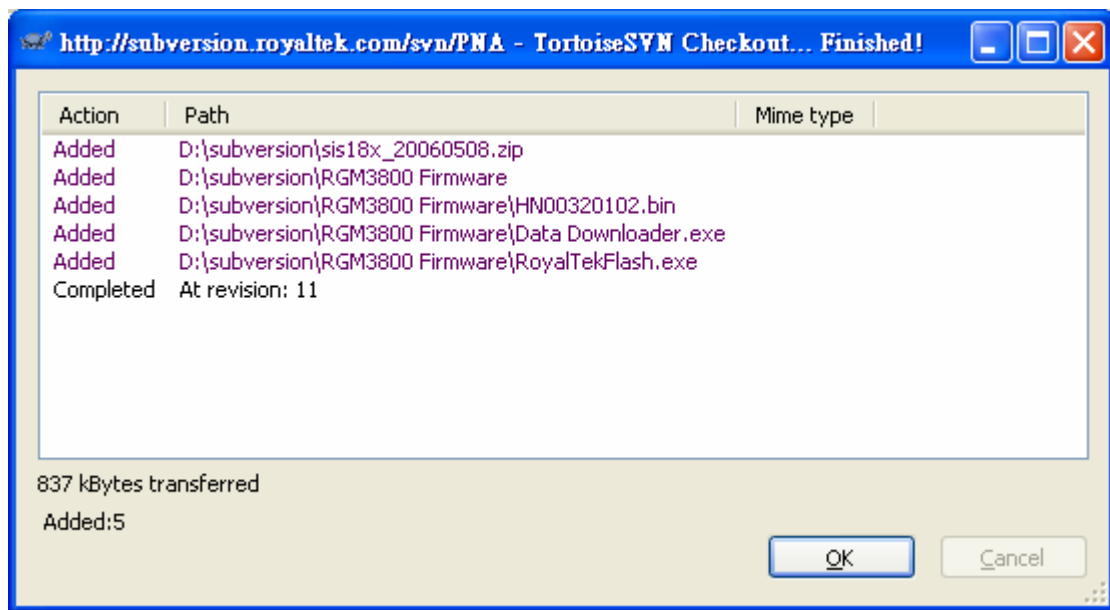 http://subversion.royaltek.com/svn/PNA - TortoiseSVN Checkout... Finished!
Action Path Mime type
Added D:\subversion\sis18x_20060508.zip
Added D:\subversion\RGM3800 Firmware
Added D:\subversion\RGM3800 Firmware\HN00320102.bin
Added D:\subversion\RGM3800 Firmware\Data Downloader.exe
Added D:\subversion\RGM3800 Firmware\RoyalTekFlash.exe
Completed At revision: 11
837 kBytes transferred
Added:5
OK Cancel